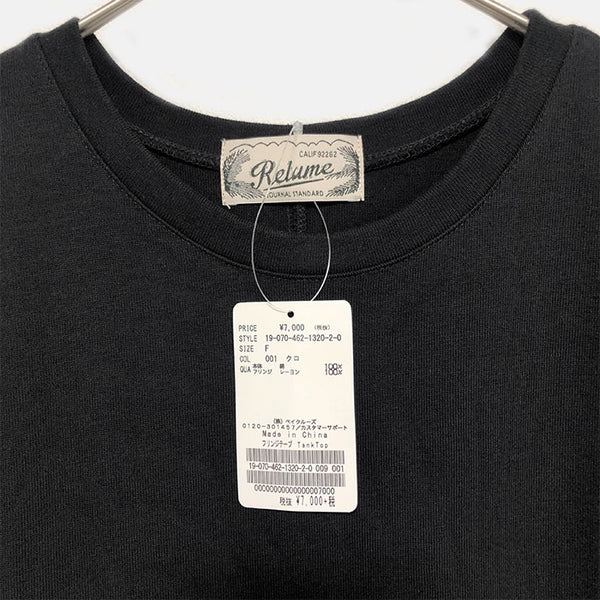 CALIF 92262
Relume
JOURNAL STANDARD
PRICE ¥7,000 (税抜)
STYLE 19-070-462-1320-2-0
SIZE F
COL 001 クロ
QUA 本体 綿 100%
フリンジ レーヨン 100%
(株) ベイクルーズ
0120-301457/カスタマーサポート
Made in China
フリンジテープ TankTop
19-070-462-1320-2-0 009 001
00000000000000007000
税抜 ¥7,000+税